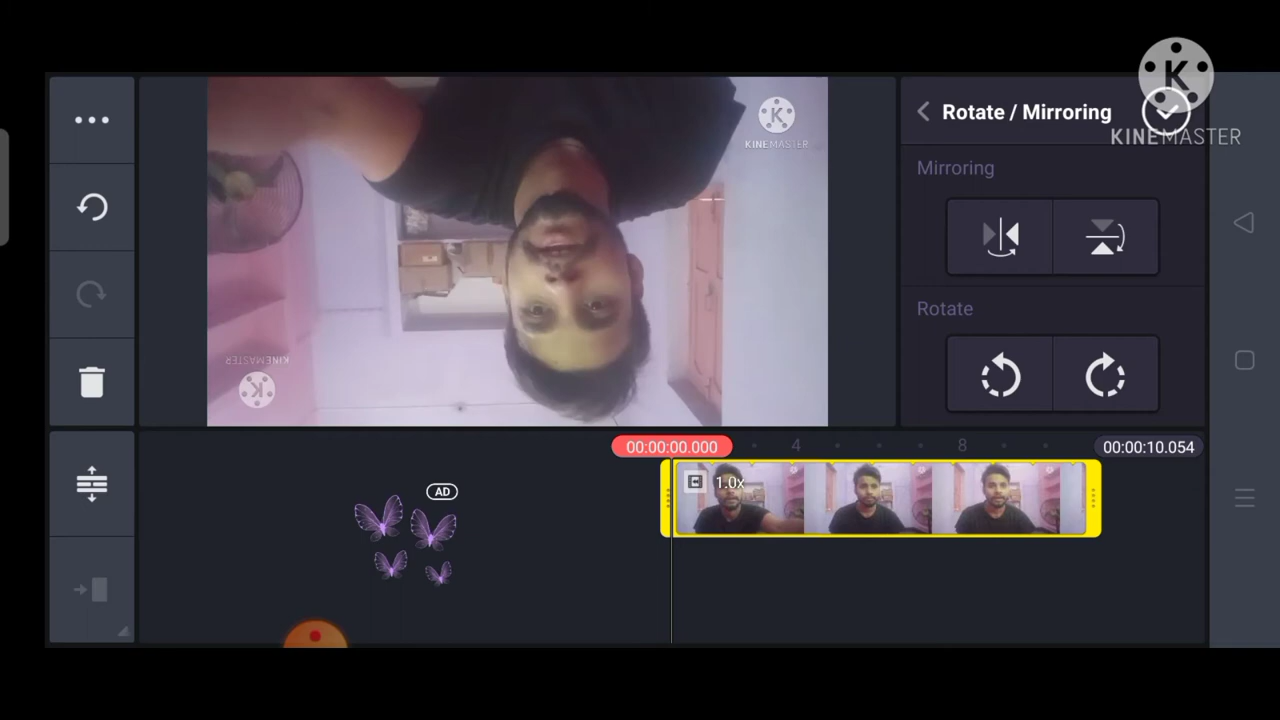 KINEMASTER
Rotate / Mirroring
KINEMASTER
Mirroring
Rotate
KINEMASTER
00:00:00.000
4
8
00:00:10.054
1.0x
AD